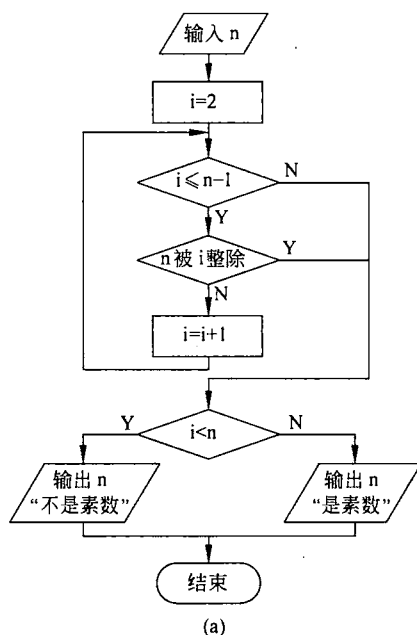 输入 n
i=2
i⩽n−1
N
Y
n被i整除
Y
N
i=i+1
Y
i<n
N
输出 n
“不是素数”
输出 n
“是素数”
结束
(a)